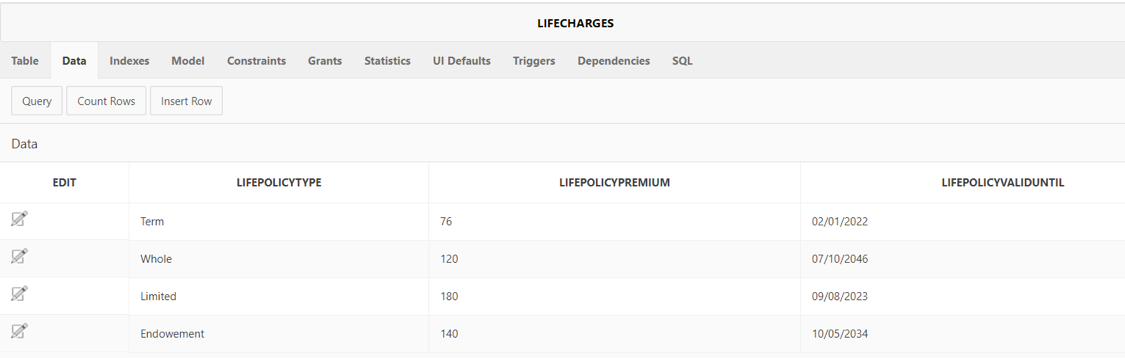 LIFECHARGES
Table Data Indexes Model Constraints Grants Statistics UI Defaults Triggers Dependencies SQL
Query Count Rows Insert Row
Data
EDIT LIFEPOLICYTYPE LIFEPOLICYPREMIUM LIFEPOLICYVALIDUNTIL
Term 76 02/01/2022
Whole 120 07/10/2046
Limited 180 09/08/2023
Endowement 140 10/05/2034